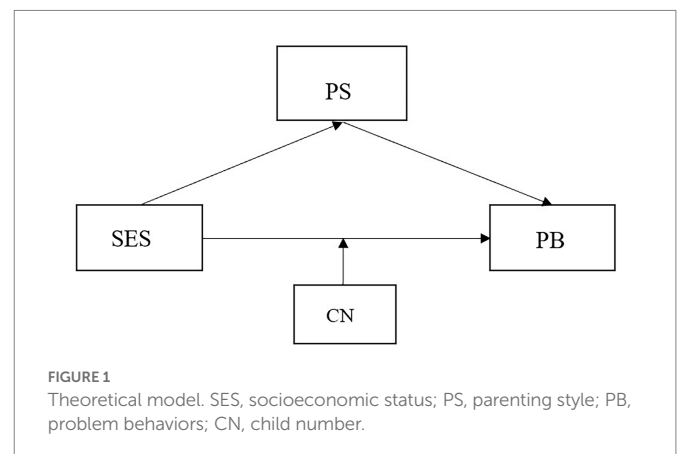 PS
SES
PB
CN
FIGURE 1
Theoretical model. SES, socioeconomic status; PS, parenting style; PB,
problem behaviors; CN, child number.